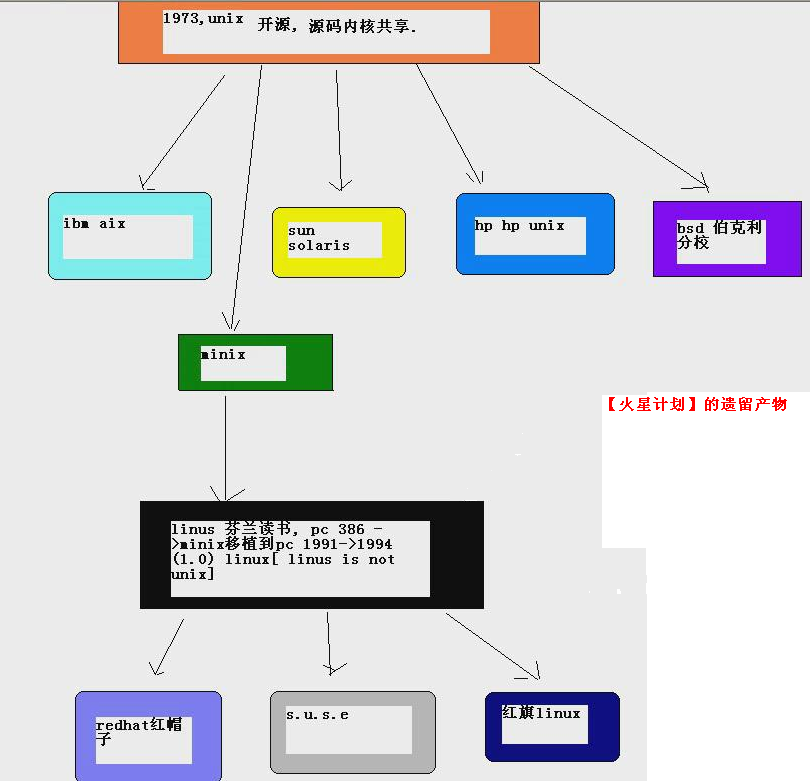 1973,unix 开源, 源码内核共享.
ibm aix
sun
solaris
hp hp unix
bsd 伯克利
分校
minix
【火星计划】的遗留产物
linus 芬兰读书, pc 386 -
>minix移植到pc 1991->1994
(1.0) linux[ linus is not
unix]
redhat红帽
子
s.u.s.e
红旗linux